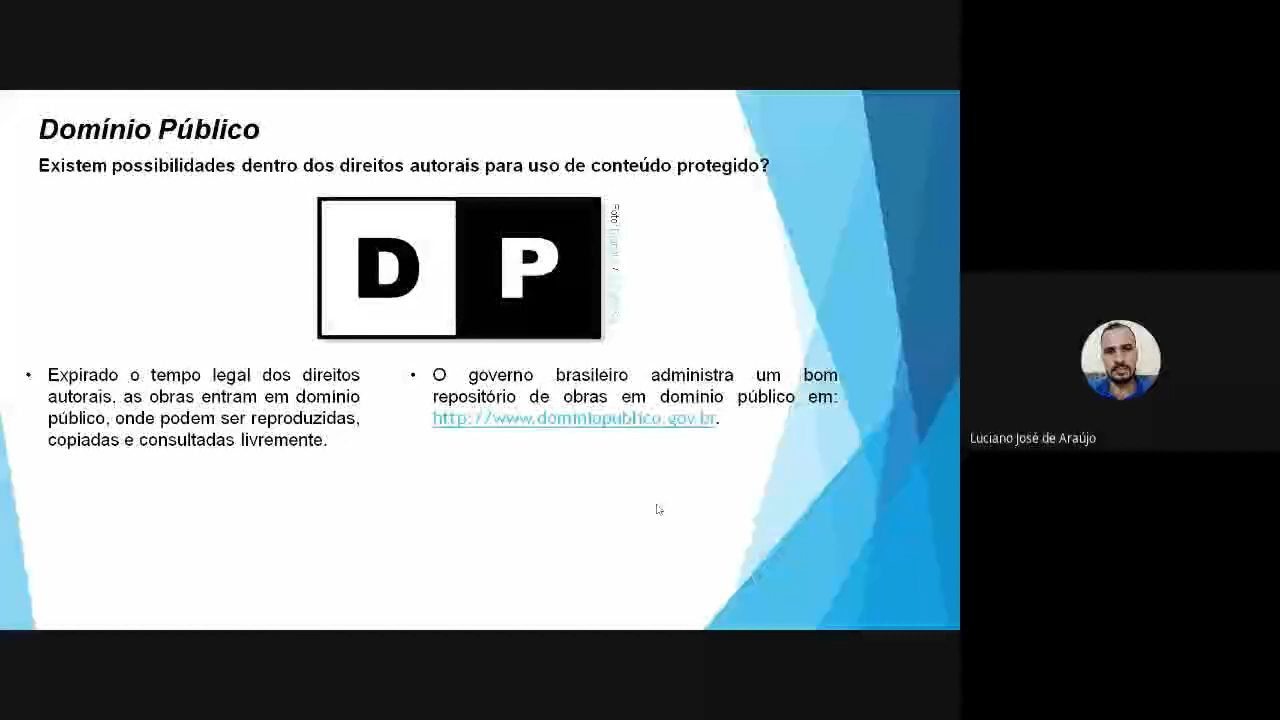 Domínio Público
Existem possibilidades dentro dos direitos autorais para uso de conteúdo protegido?
D P
Foto
/
• Expirado o tempo legal dos direitos
autorais, as obras entram em domínio
público, onde podem ser reproduzidas,
copiadas e consultadas livremente.
• O governo brasileiro administra um bom
repositório de obras em domínio público em:
http://www.dominiopublico.gov.br.
Luciano José de Araújo